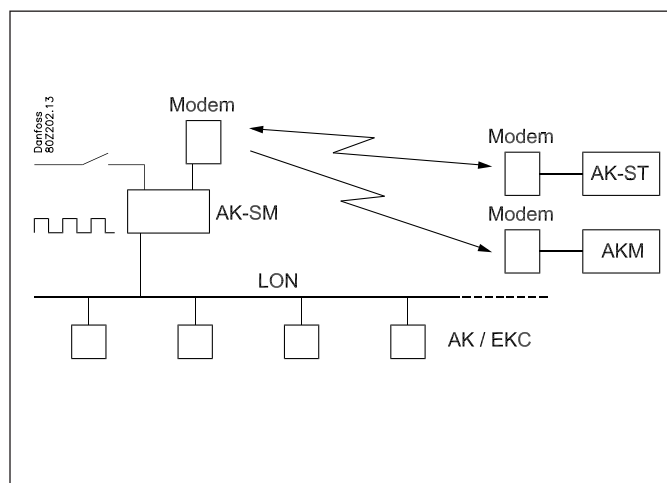 Danfoss
80Z202.13
Modem
Modem
AK-ST
AK-SM
Modem
AKM
LON
AK / EKC